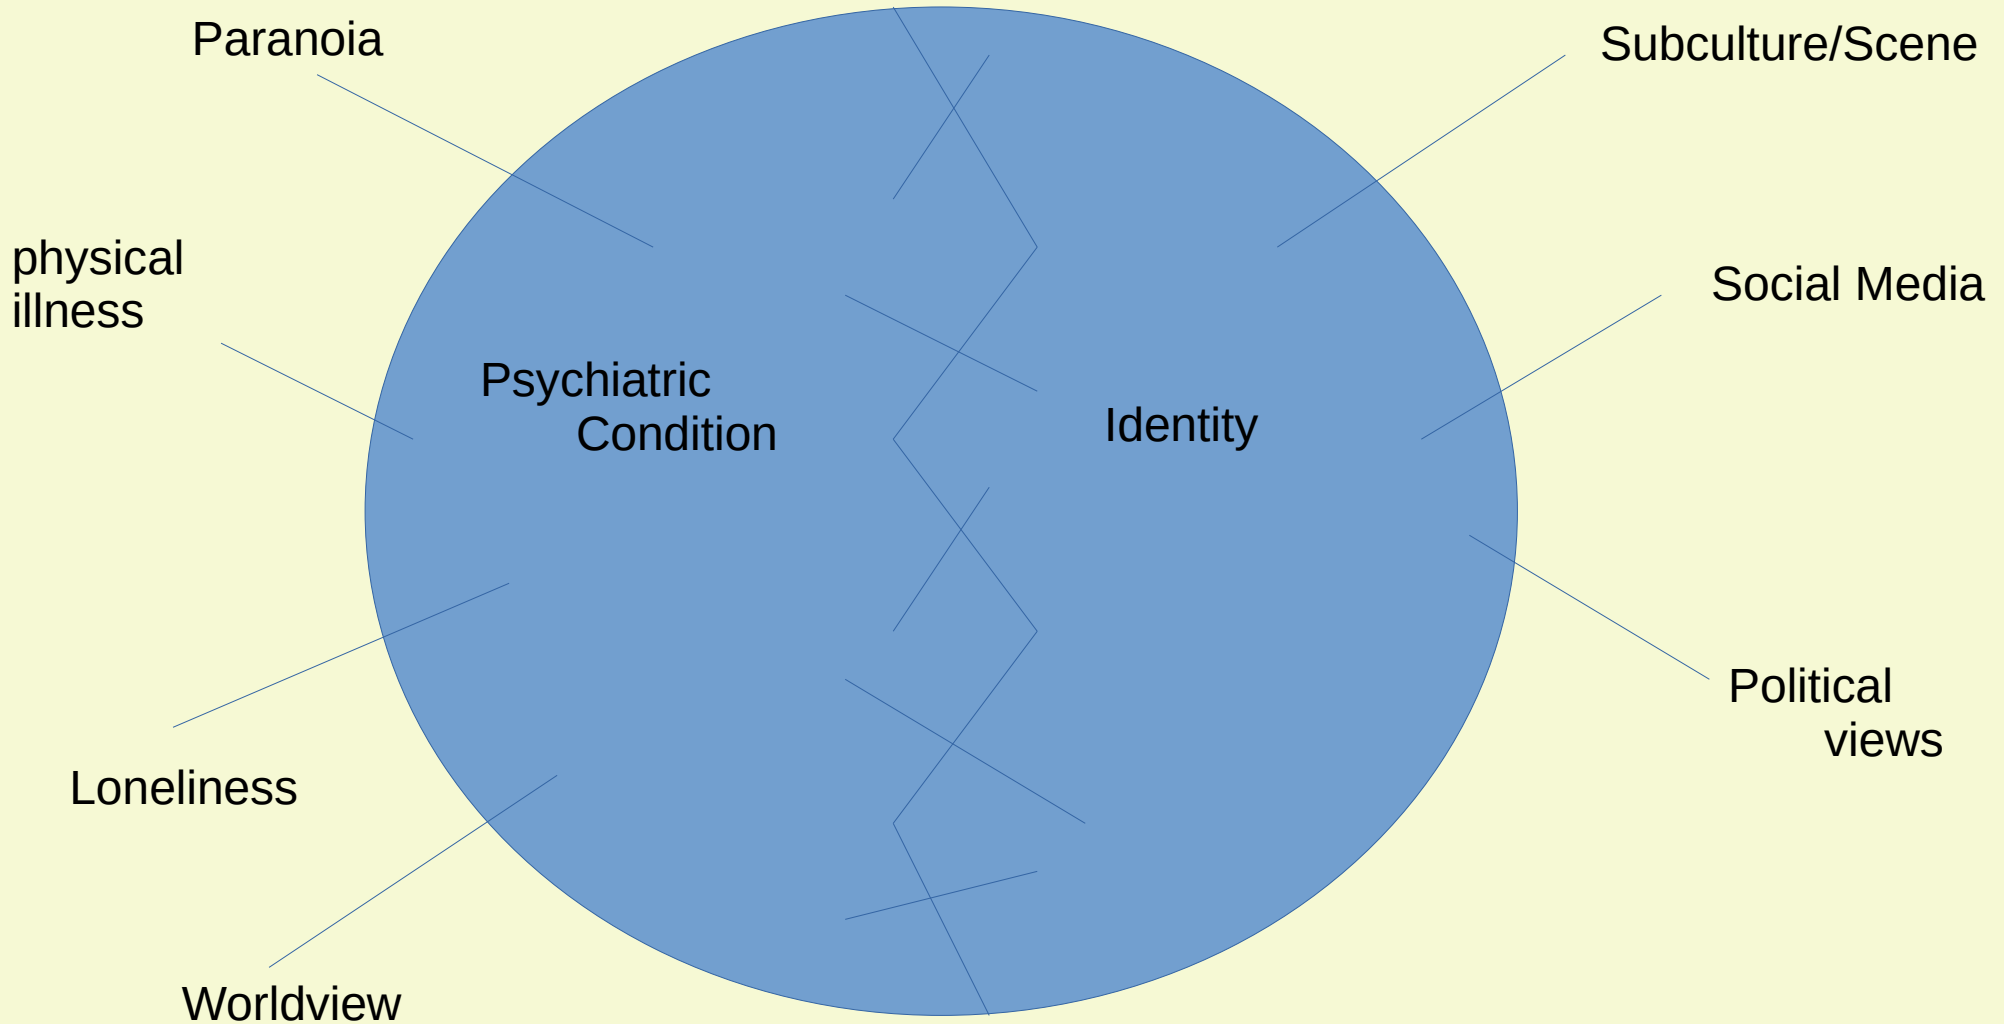 Paranoia
Subculture/Scene
physical
illness
Social Media
Psychiatric
Condition
Identity
Political
views
Loneliness
Worldview